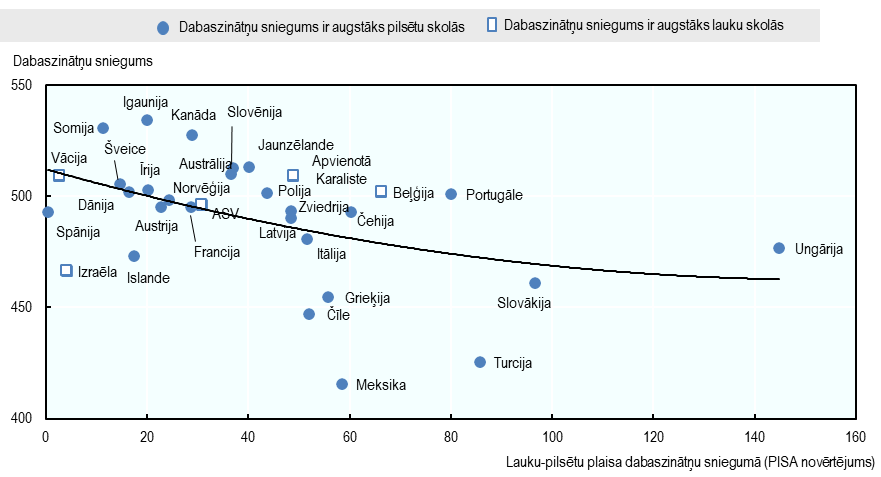 Dabaszinātņu sniegums ir augstāks pilsētu skolās
Dabaszinātņu sniegums ir augstāks lauku skolās
Dabaszinātņu sniegums
550
Igaunija
Kanāda
Slovēnija
Somija
Šveice
Jaunzēlande
Vācija
Īrija
Austrālija
Apvienotā
Karaliste
Norvēģija
Polija
Beļģija
Portugāle
500
Dānija
ASV
Zviedrija
Čehija
Spānija
Austrija
Latvija
Francija
Itālija
Ungārija
Izraēla
Islande
Grieķija
Slovākija
450
Čīle
Turcija
Meksika
400
0 20 40 60 80 100 120 140 160
Lauku-pilsētu plaisa dabaszinātņu sniegumā (PISA novērtējums)